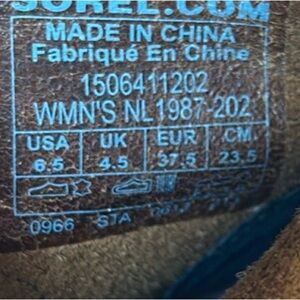 SOREL.COM
MADE IN CHINA
Fabriqué En Chine
1506411202
WMN'S NL1987-202
USA UK EUR CM
6.5 4.5 37.5 23.5
0966 STA